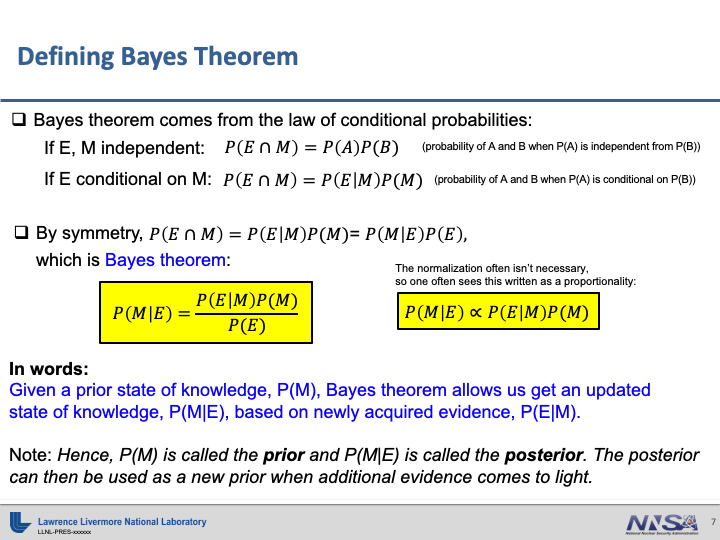 Defining Bayes Theorem
❑ Bayes theorem comes from the law of conditional probabilities:
If E, M independent: P(E ∩ M) = P(A)P(B) (probability of A and B when P(A) is independent from P(B))
If E conditional on M: P(E ∩ M) = P(E|M)P(M) (probability of A and B when P(A) is conditional on P(B))
❑ By symmetry, P(E ∩ M) = P(E|M)P(M)= P(M|E)P(E),
which is Bayes theorem:
P(M|E) = P(E|M)P(M) / P(E)
The normalization often isn't necessary,
so one often sees this written as a proportionality:
P(M|E) ∝ P(E|M)P(M)
In words:
Given a prior state of knowledge, P(M), Bayes theorem allows us get an updated
state of knowledge, P(M|E), based on newly acquired evidence, P(E|M).
Note: Hence, P(M) is called the prior and P(M|E) is called the posterior. The posterior
can then be used as a new prior when additional evidence comes to light.
Lawrence Livermore National Laboratory
LLNL-PRES-xxxxxx
NNSA
National Nuclear Security Administration
7